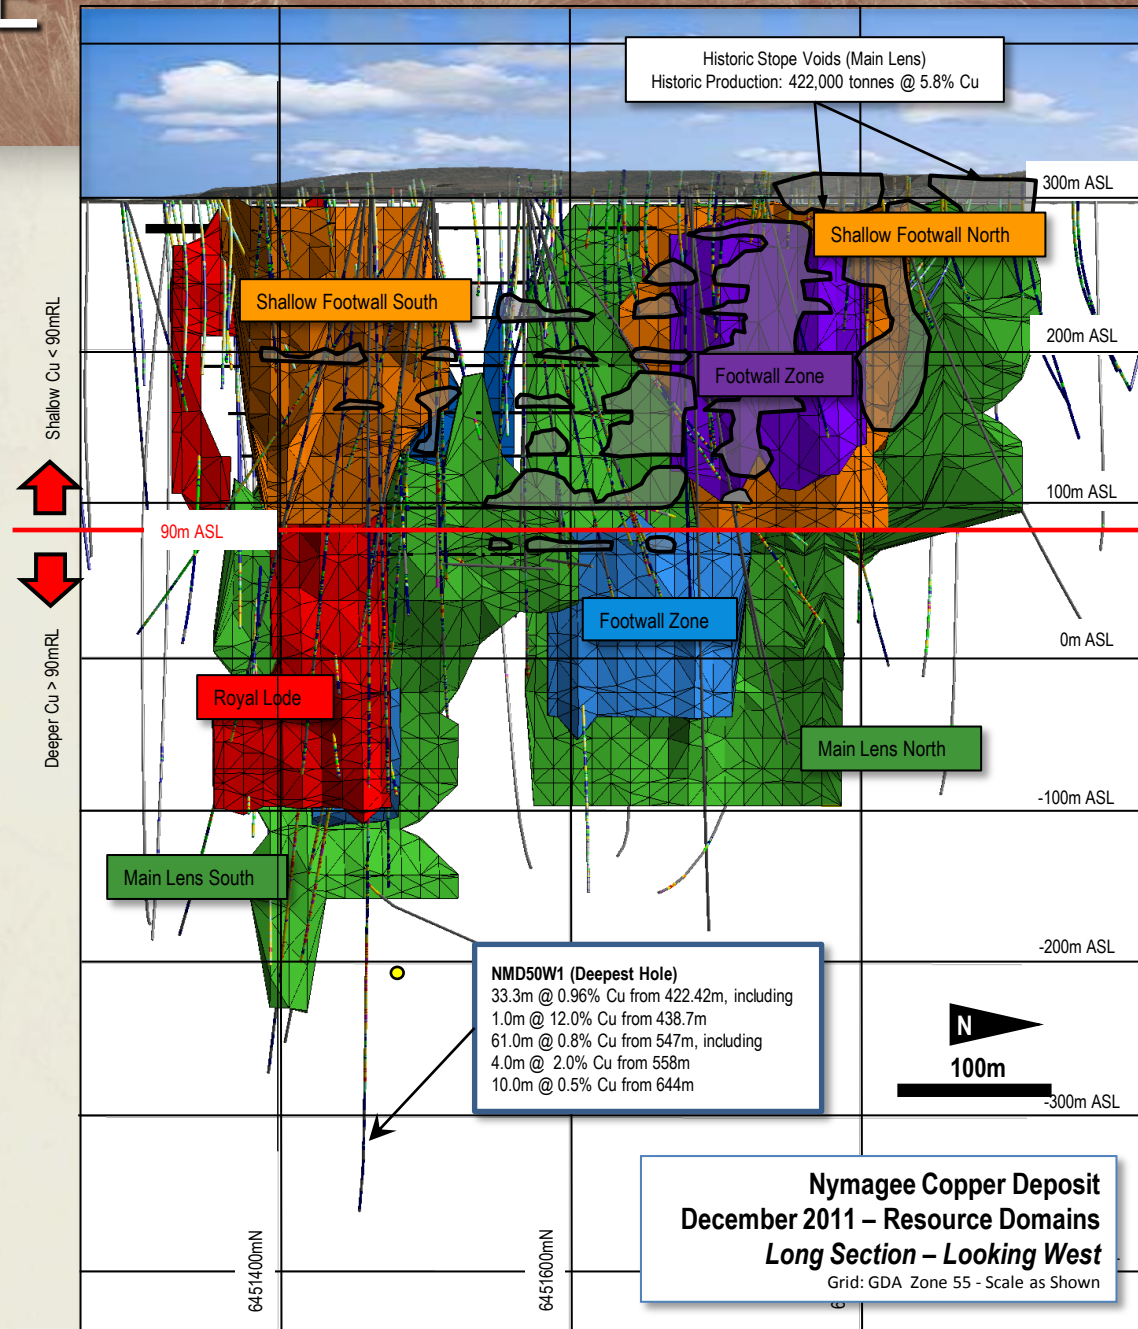 Historic Stope Voids (Main Lens)
Historic Production: 422,000 tonnes @ 5.8% Cu
300m ASL
Shallow Footwall North
Shallow Footwall South
200m ASL
Footwall Zone
Shallow Cu < 90mRL
100m ASL
90m ASL
Footwall Zone
0m ASL
Deeper Cu > 90mRL
Royal Lode
Main Lens North
-100m ASL
Main Lens South
-200m ASL
NMD50W1 (Deepest Hole)
33.3m @ 0.96% Cu from 422.42m, including
1.0m @ 12.0% Cu from 438.7m
61.0m @ 0.8% Cu from 547m, including
4.0m @ 2.0% Cu from 558m
10.0m @ 0.5% Cu from 644m
N
100m
-300m ASL
6451400mN
6451600mN
Nymagee Copper Deposit
December 2011 – Resource Domains
Long Section – Looking West
Grid: GDA Zone 55 - Scale as Shown